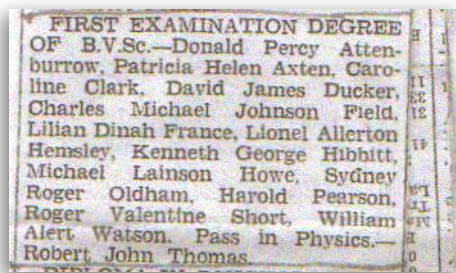 FIRST EXAMINATION DEGREE
OF B.V.Sc.—Donald Percy Atten-
burrow, Patricia Helen Axten, Caro-
line Clark, David James Ducker,
Charles Michael Johnson Field,
Lilian Dinah France, Lionel Allerton
Hemsley, Kenneth George Hibbitt,
Michael Lainson Howe, Sydney
Roger Oldham, Harold Pearson,
Roger Valentine Short, William
Alert Watson. Pass in Physics.—
Robert John Thomas.